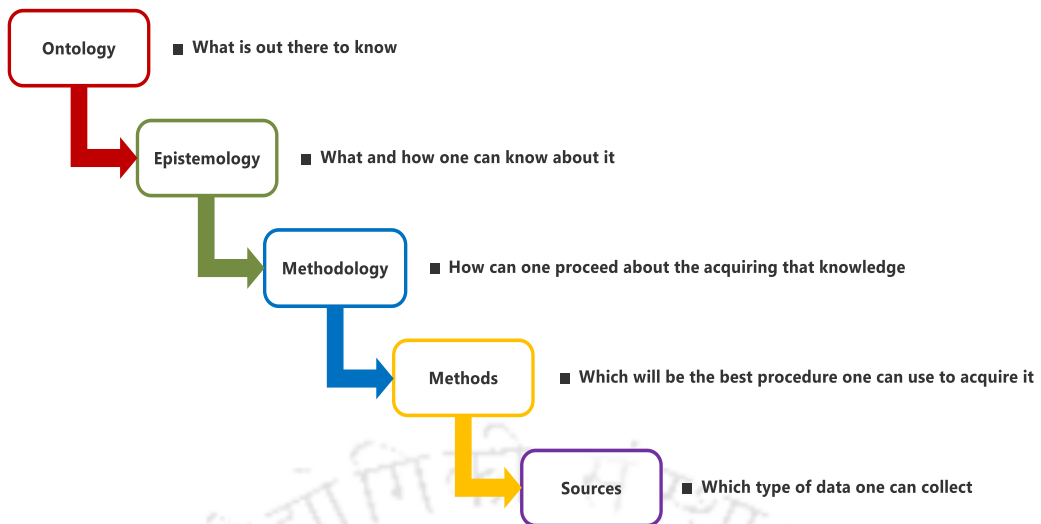 Ontology
■ What is out there to know
Epistemology
■ What and how one can know about it
Methodology
■ How can one proceed about the acquiring that knowledge
Methods
■ Which will be the best procedure one can use to acquire it
Sources
■ Which type of data one can collect